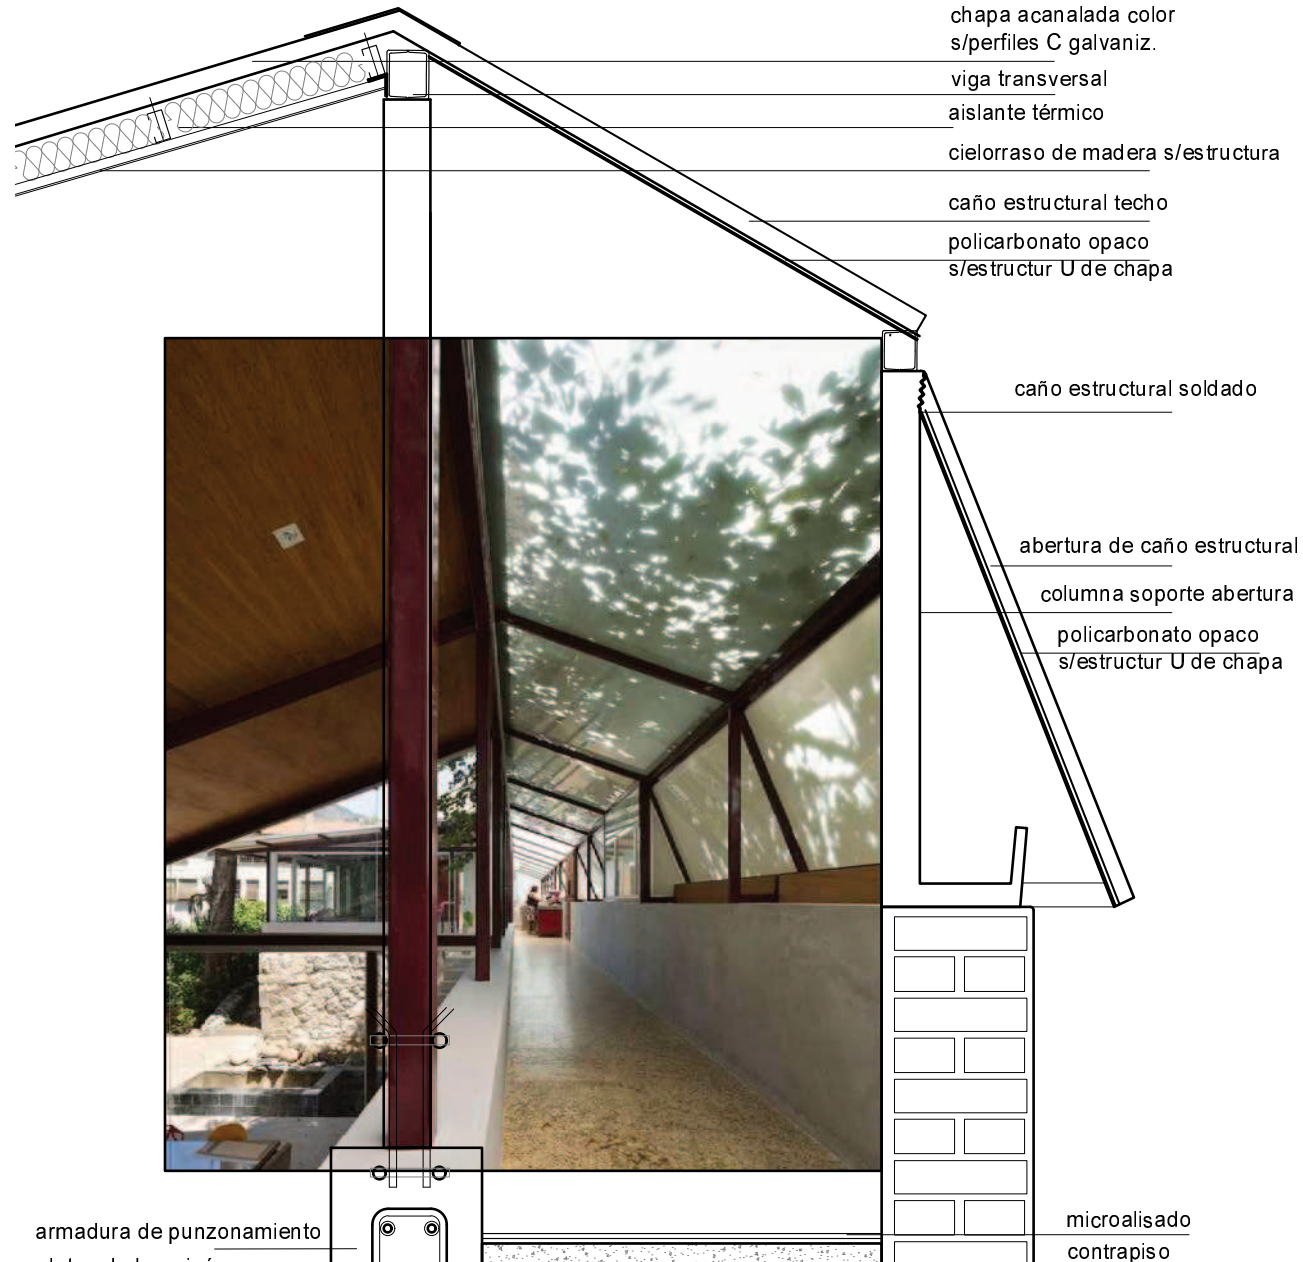 chapa acanalada color
s/perfiles C galvaniz.
viga transversal
aislante térmico
cielorraso de madera s/estructura
caño estructural techo
policarbonato opaco
s/estructur U de chapa
caño estructural soldado
abertura de caño estructural
columna soporte abertura
policarbonato opaco
s/estructur U de chapa
armadura de punzonamiento
microalisado
contrapiso